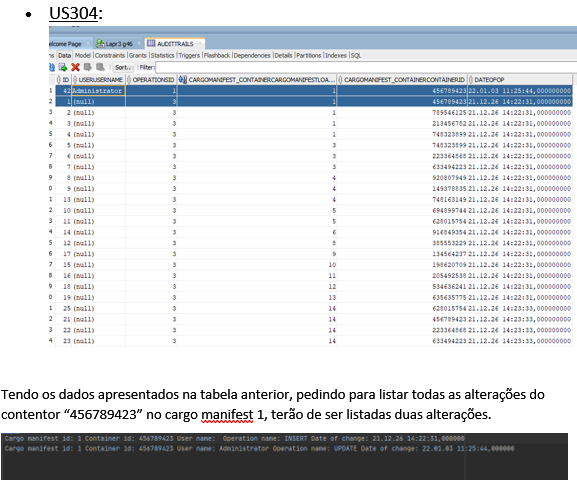 • US304:
elcome Page Lapr3 g46 AUDITTRAILS
ns Data Model Constraints Grants Statistics Triggers Flashback Dependencies Details Partitions Indexes SQL
Sort.. Filter:
ID USERUSERNAME OPERATIONSID CARGOMANIFEST_CONTAINERCARGOMANIFESTLOA... CARGOMANIFEST_CONTAINERCONTAINERID DATEOFOP
1 42 Administrator 1 1 456789423 22.01.03 11:25:44,000000000
2 1 (null) 3 1 456789423 21.12.26 14:22:31,000000000
3 2 (null) 3 1 789546125 21.12.26 14:22:31,000000000
4 3 (null) 3 1 213456782 21.12.26 14:22:31,000000000
5 4 (null) 3 1 748323899 21.12.26 14:22:31,000000000
6 5 (null) 3 3 748323899 21.12.26 14:22:31,000000000
7 6 (null) 3 3 223364868 21.12.26 14:22:31,000000000
8 7 (null) 3 3 633494223 21.12.26 14:22:31,000000000
9 8 (null) 3 4 920807949 21.12.26 14:22:31,000000000
0 9 (null) 3 4 149378835 21.12.26 14:22:31,000000000
1 13 (null) 3 4 748163149 21.12.26 14:22:31,000000000
2 10 (null) 3 5 694899744 21.12.26 14:22:31,000000000
3 11 (null) 3 5 628015754 21.12.26 14:22:31,000000000
4 14 (null) 3 6 916849354 21.12.26 14:22:31,000000000
5 12 (null) 3 8 385553229 21.12.26 14:22:31,000000000
6 17 (null) 3 9 134564237 21.12.26 14:22:31,000000000
7 15 (null) 3 10 198620709 21.12.26 14:22:31,000000000
8 16 (null) 3 11 205492538 21.12.26 14:22:31,000000000
9 18 (null) 3 12 534636241 21.12.26 14:22:31,000000000
0 19 (null) 3 13 635635775 21.12.26 14:22:31,000000000
1 25 (null) 3 14 628015754 21.12.26 14:23:33,000000000
2 21 (null) 3 14 456789423 21.12.26 14:23:33,000000000
3 22 (null) 3 14 223364868 21.12.26 14:23:33,000000000
4 23 (null) 3 14 633494223 21.12.26 14:23:33,000000000
Tendo os dados apresentados na tabela anterior, pedindo para listar todas as alterações do
contentor “456789423” no cargo manifest 1, terão de ser listadas duas alterações.
Cargo manifest id: 1 Container id: 456789423 User name: Operation name: INSERT Date of change: 21.12.26 14:22:31,000000
Cargo manifest id: 1 Container id: 456789423 User name: Administrator Operation name: UPDATE Date of change: 22.01.03 11:25:44,000000